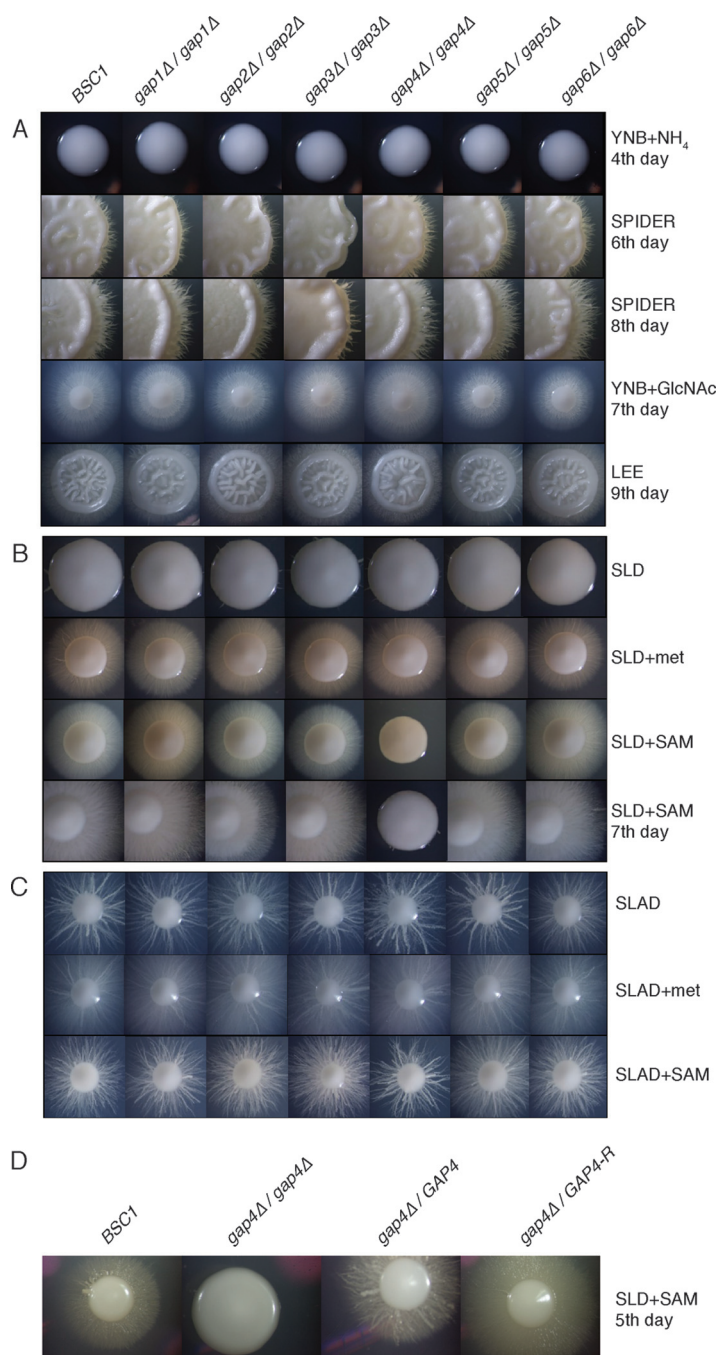 BSC1
gap1Δ / gap1Δ
gap2Δ / gap2Δ
gap3Δ / gap3Δ
gap4Δ / gap4Δ
gap5Δ / gap5Δ
gap6Δ / gap6Δ
A
YNB+NH₄
4th day
SPIDER
6th day
SPIDER
8th day
YNB+GlcNAc
7th day
LEE
9th day
B
SLD
SLD+met
SLD+SAM
SLD+SAM
7th day
C
SLAD
SLAD+met
SLAD+SAM
D
BSC1
gap4Δ / gap4Δ
gap4Δ / GAP4
gap4Δ / GAP4-R
SLD+SAM
5th day